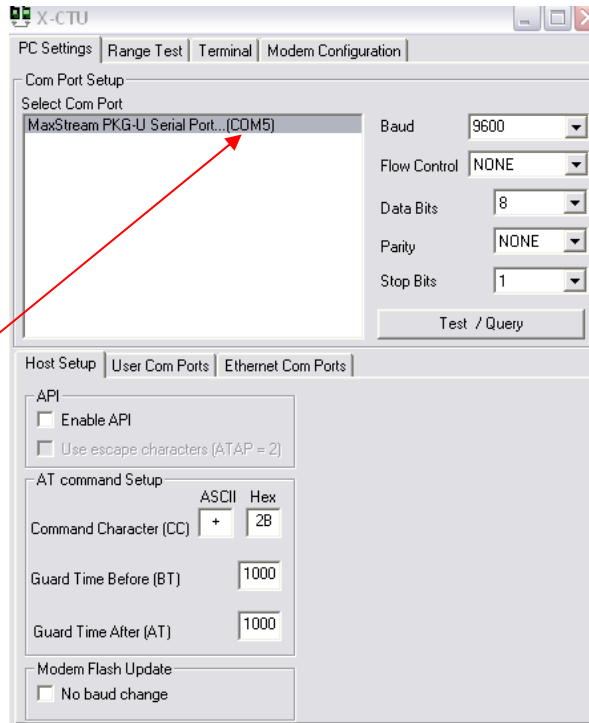 X-CTU
PC Settings Range Test Terminal Modem Configuration
Com Port Setup
Select Com Port
MaxStream PKG-U Serial Port...(COM5)
Baud 9600
Flow Control NONE
Data Bits 8
Parity NONE
Stop Bits 1
Test / Query
Host Setup User Com Ports Ethernet Com Ports
API
Enable API
Use escape characters (ATAP = 2)
AT command Setup
ASCII Hex
Command Character (CC) + 2B
Guard Time Before (BT) 1000
Guard Time After (AT) 1000
Modem Flash Update
No baud change